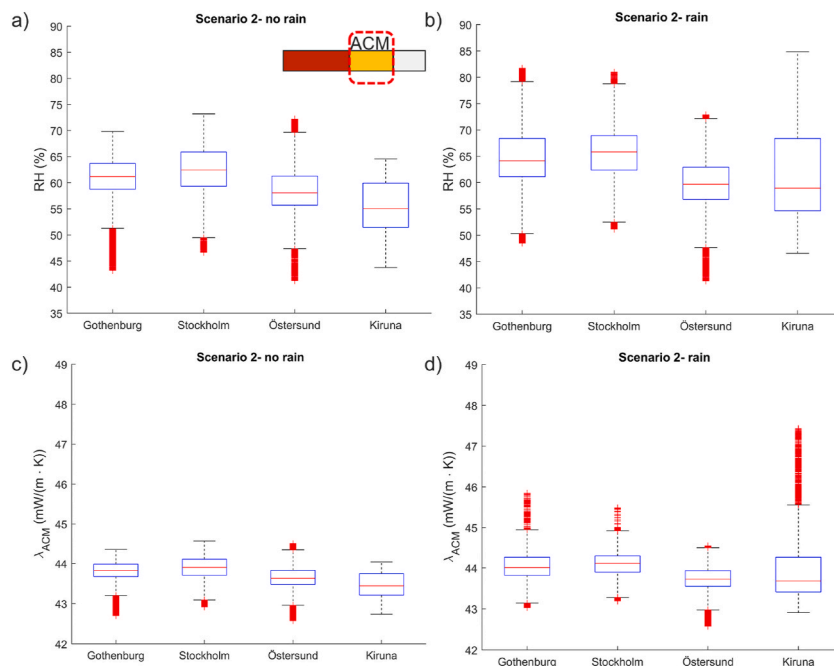 a)
Scenario 2- no rain
ACM
RH (%)
90
85
80
75
70
65
60
55
50
45
40
35
Gothenburg
Stockholm
Östersund
Kiruna
b)
Scenario 2- rain
RH (%)
90
85
80
75
70
65
60
55
50
45
40
35
Gothenburg
Stockholm
Östersund
Kiruna
c)
Scenario 2- no rain
λACM (mW/(m · K))
49
48
47
46
45
44
43
42
Gothenburg
Stockholm
Östersund
Kiruna
d)
Scenario 2- rain
λACM (mW/(m · K))
49
48
47
46
45
44
43
42
Gothenburg
Stockholm
Östersund
Kiruna